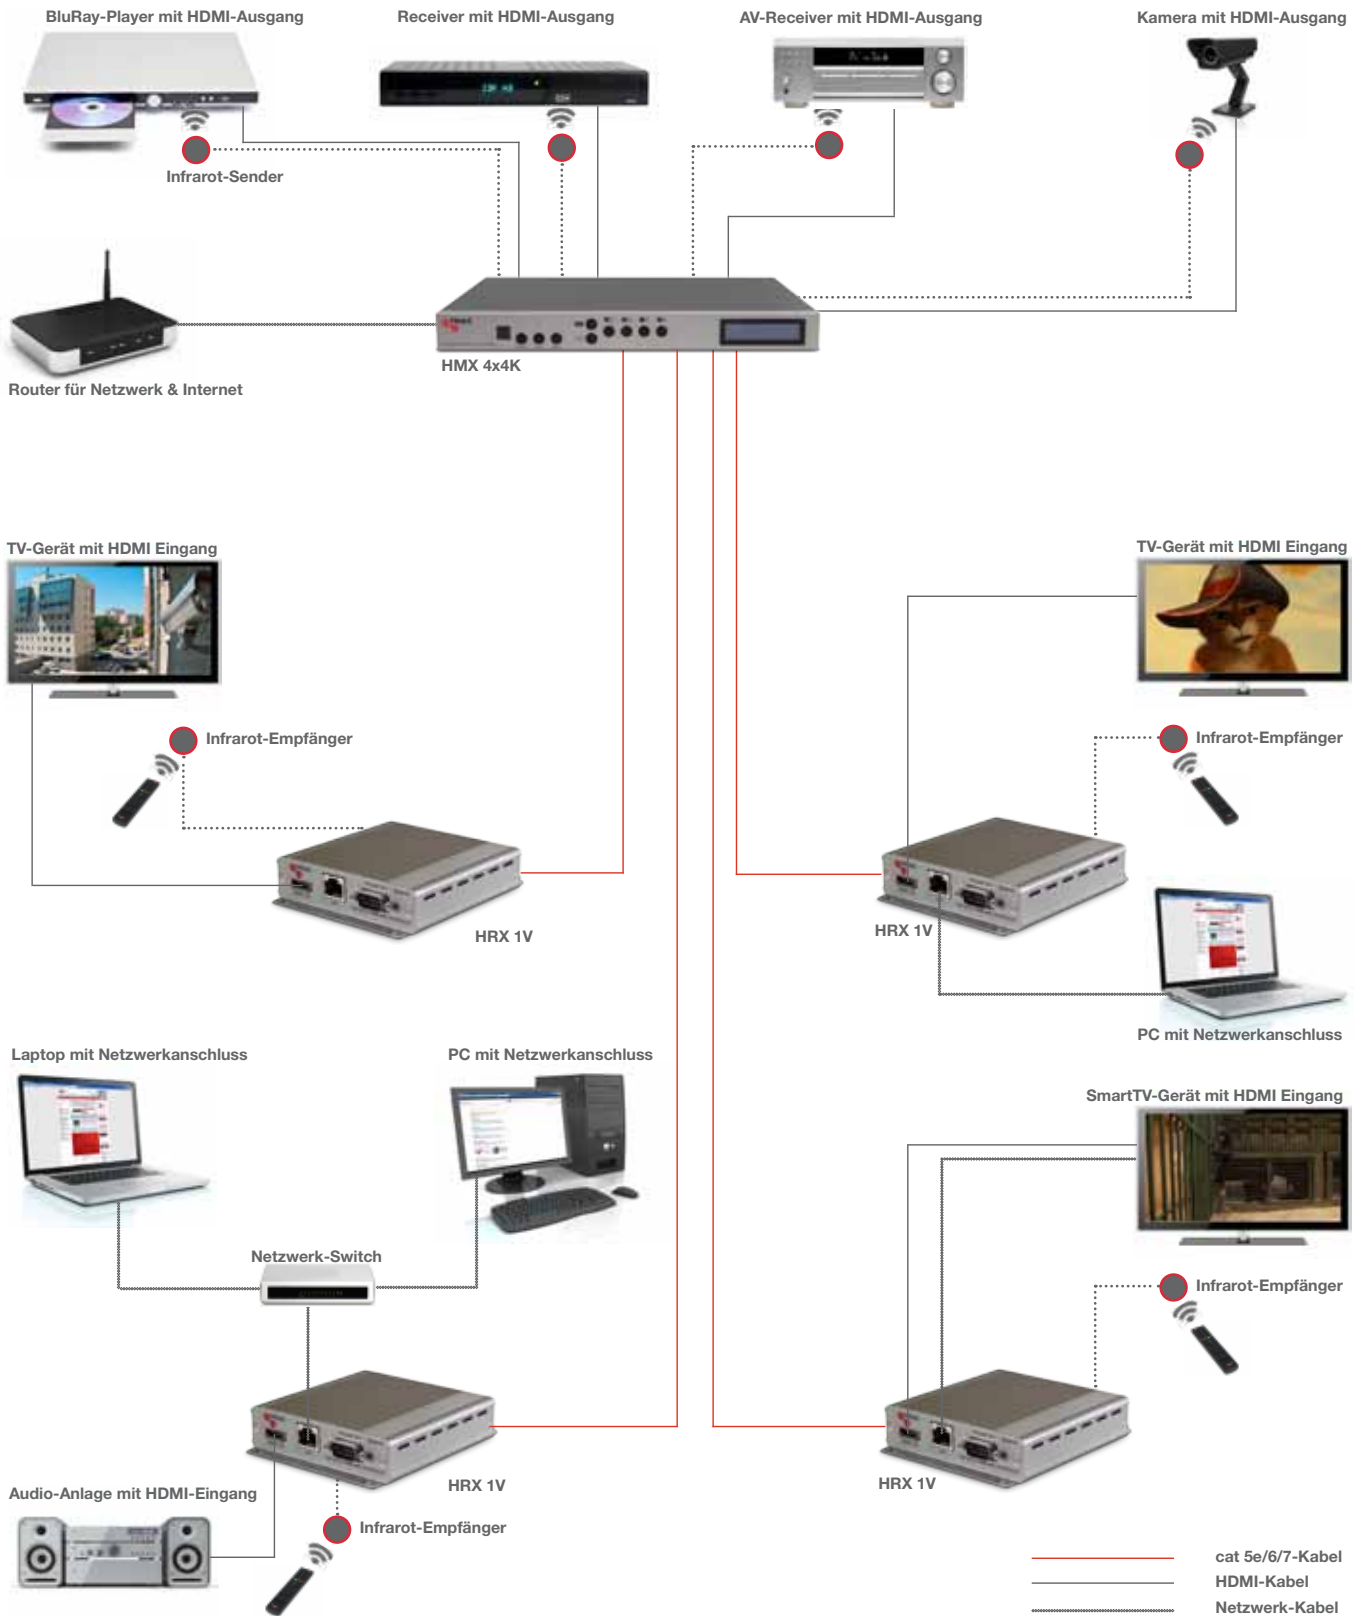 BluRay-Player mit HDMI-Ausgang
Receiver mit HDMI-Ausgang
AV-Receiver mit HDMI-Ausgang
Kamera mit HDMI-Ausgang
Infrarot-Sender
HMX 4x4K
Router für Netzwerk & Internet
TV-Gerät mit HDMI Eingang
TV-Gerät mit HDMI Eingang
Infrarot-Empfänger
Infrarot-Empfänger
HRX 1V
HRX 1V
PC mit Netzwerkanschluss
Laptop mit Netzwerkanschluss
PC mit Netzwerkanschluss
SmartTV-Gerät mit HDMI Eingang
Netzwerk-Switch
Infrarot-Empfänger
HRX 1V
HRX 1V
Audio-Anlage mit HDMI-Eingang
Infrarot-Empfänger
cat 5e/6/7-Kabel
HDMI-Kabel
Netzwerk-Kabel